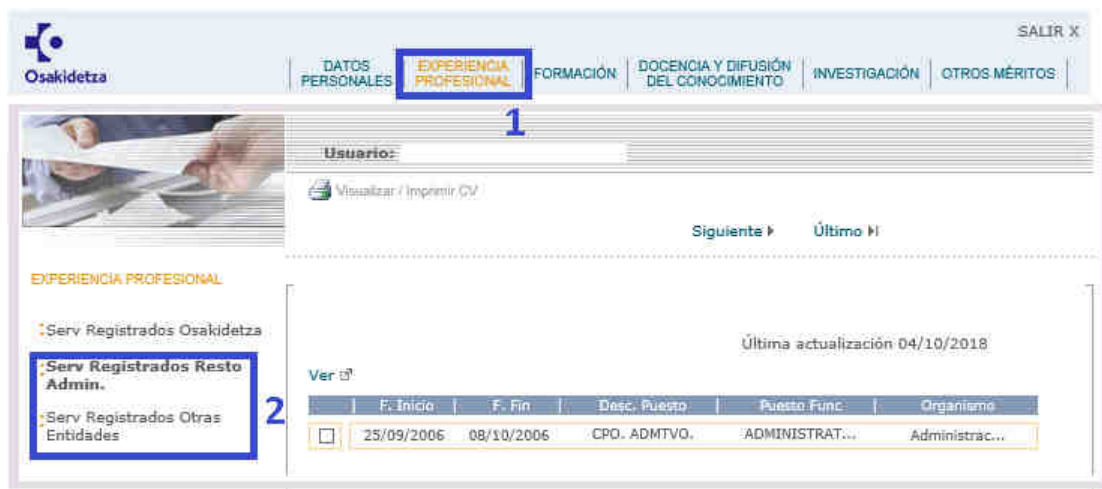 SALIR X
Osakidetza
DATOS PERSONALES
EXPERIENCIA PROFESIONAL
FORMACIÓN
DOCENCIA Y DIFUSIÓN DEL CONOCIMIENTO
INVESTIGACIÓN
OTROS MÉRITOS
1
Usuario:
Visualizar / Imprimir CV
Siguiente Último
EXPERIENCIA PROFESIONAL
Serv Registrados Osakidetza
Serv Registrados Resto
Admin.
Serv Registrados Otras
Entidades
2
Última actualización 04/10/2018
Ver
F. Inicio | F. Fin | Desc. Puesto | Puesto Func | Organismo
25/09/2006 08/10/2006 CPO. ADMTVO. ADMINISTRAT... Administrac...